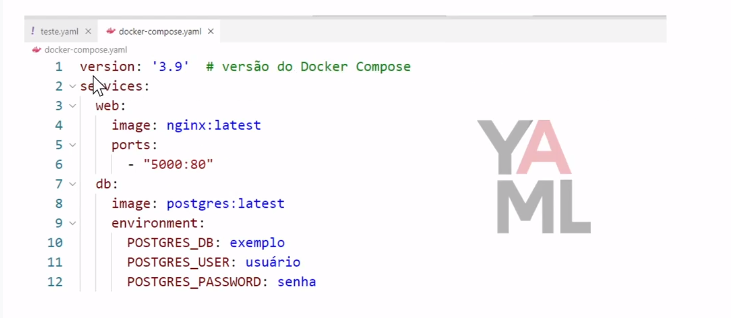 ! teste.yaml × docker-compose.yaml ×
docker-compose.yaml
1 version: '3.9' # versão do Docker Compose
2 services:
3 web:
4 image: nginx:latest
5 ports:
6 - "5000:80"
7 db:
8 image: postgres:latest
9 environment:
10 POSTGRES_DB: exemplo
11 POSTGRES_USER: usuário
12 POSTGRES_PASSWORD: senha
YA
ML